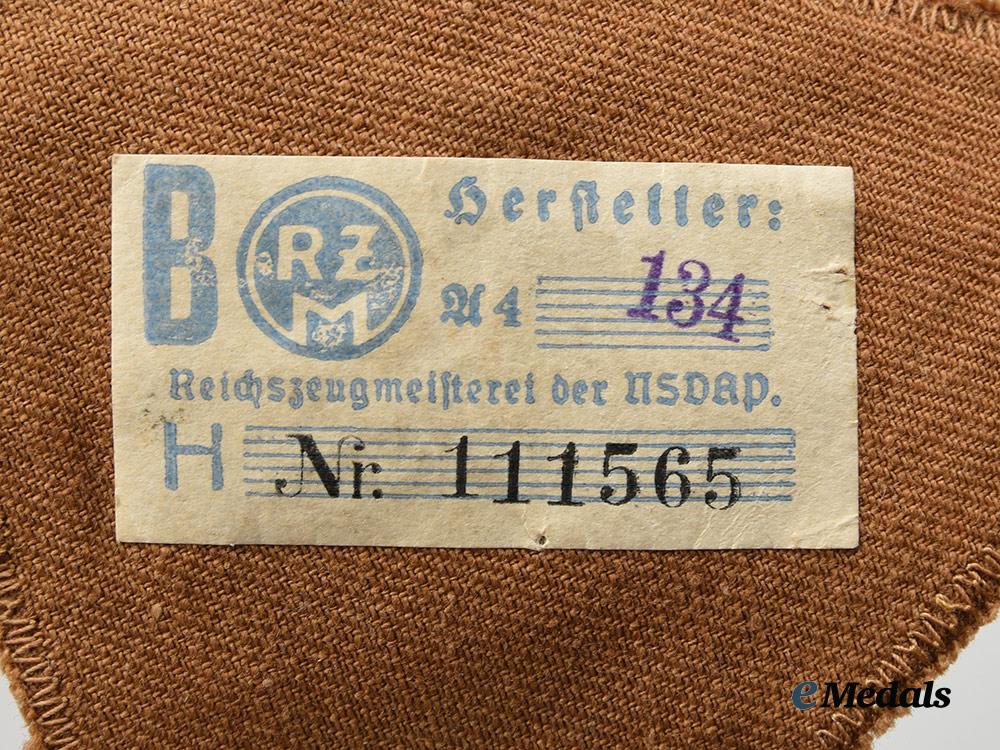 B RZM Hersteller:
A4 134
Reichszeugmeisterei der NSDAP.
H Nr. 111565
eMedals